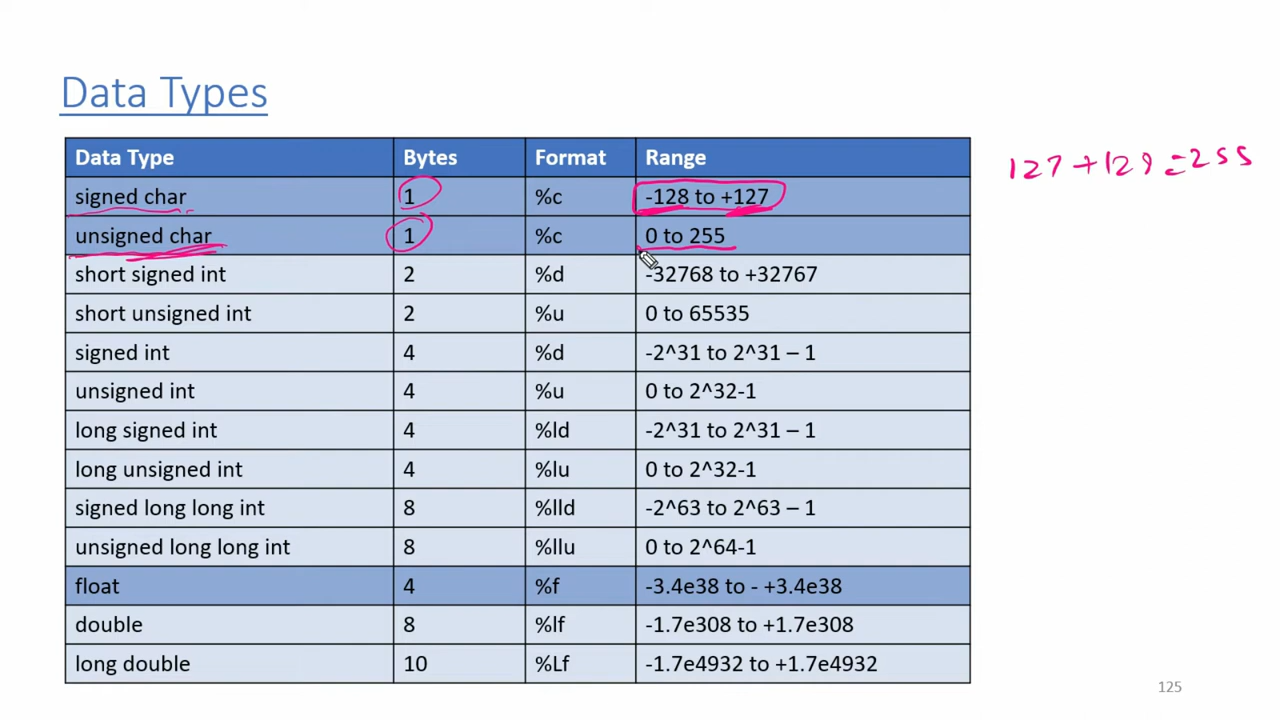 Data Types
Data Type Bytes Format Range
signed char 1 %c -128 to +127
unsigned char 1 %c 0 to 255
short signed int 2 %d -32768 to +32767
short unsigned int 2 %u 0 to 65535
signed int 4 %d -2^31 to 2^31 – 1
unsigned int 4 %u 0 to 2^32-1
long signed int 4 %ld -2^31 to 2^31 – 1
long unsigned int 4 %lu 0 to 2^32-1
signed long long int 8 %lld -2^63 to 2^63 – 1
unsigned long long int 8 %llu 0 to 2^64-1
float 4 %f -3.4e38 to - +3.4e38
double 8 %lf -1.7e308 to +1.7e308
long double 10 %Lf -1.7e4932 to +1.7e4932
127 + 128 = 255
125